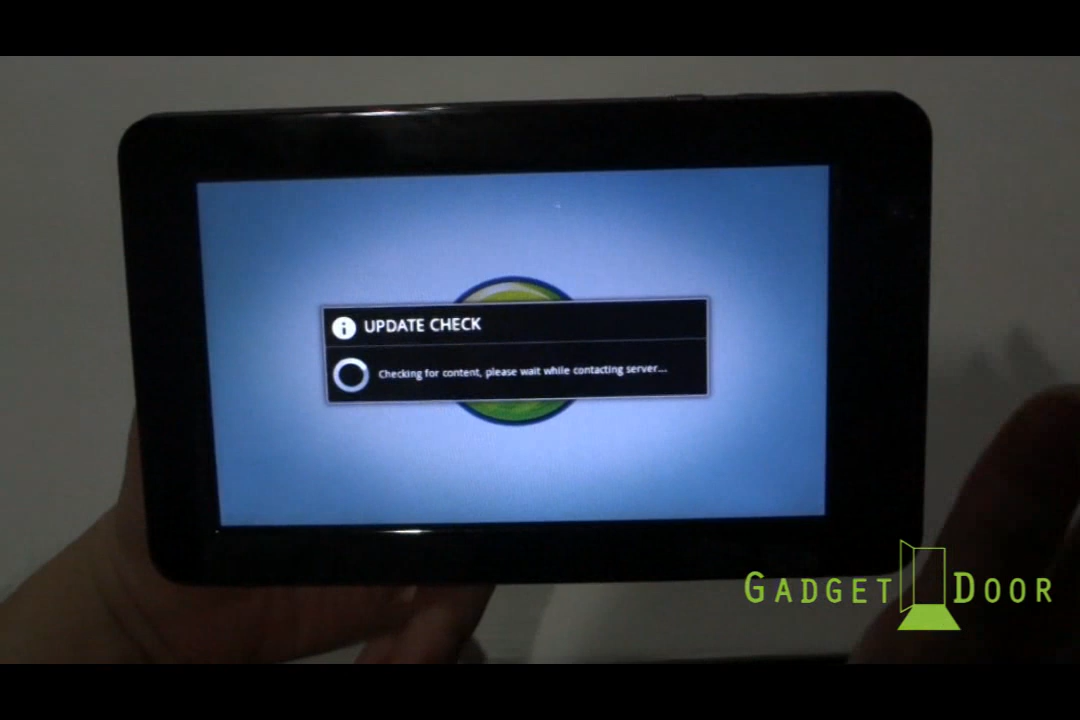 UPDATE CHECK
Checking for content, please wait while contacting server...
GADGET DOOR